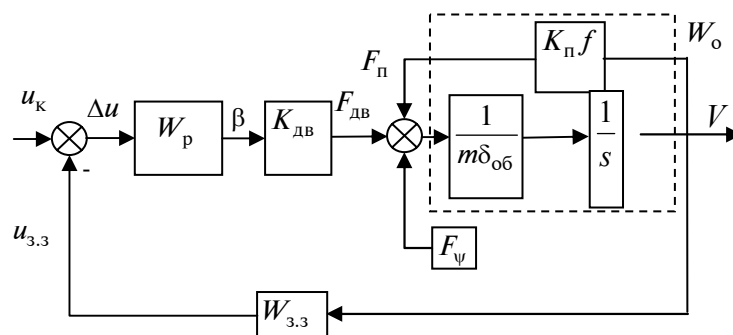 K_п f
W_о
F_п
u_к
Δu
W_р
β
K_дв
F_дв
1
mδ_об
1
s
V
-
u_з.з
F_ψ
W_з.з